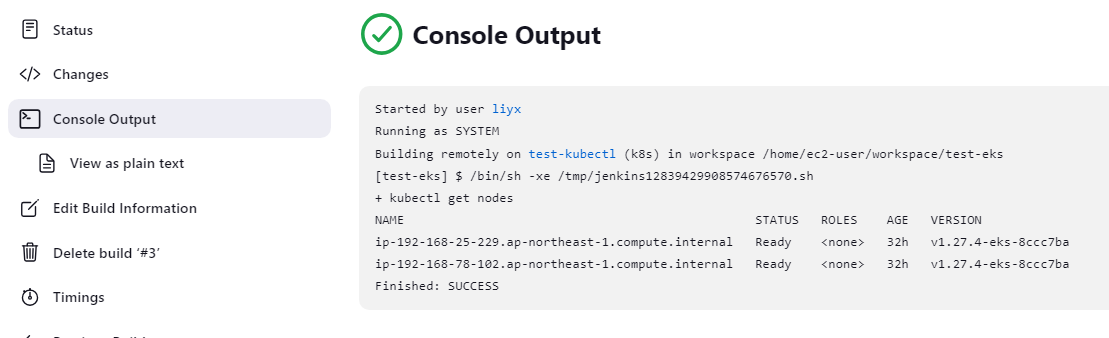 Status
Changes
Console Output
View as plain text
Edit Build Information
Delete build ‘#3’
Timings
Console Output
Started by user liyx
Running as SYSTEM
Building remotely on test-kubectl (k8s) in workspace /home/ec2-user/workspace/test-eks
[test-eks] $ /bin/sh -xe /tmp/jenkins12839429908574676570.sh
+ kubectl get nodes
NAME STATUS ROLES AGE VERSION
ip-192-168-25-229.ap-northeast-1.compute.internal Ready <none> 32h v1.27.4-eks-8ccc7ba
ip-192-168-78-102.ap-northeast-1.compute.internal Ready <none> 32h v1.27.4-eks-8ccc7ba
Finished: SUCCESS